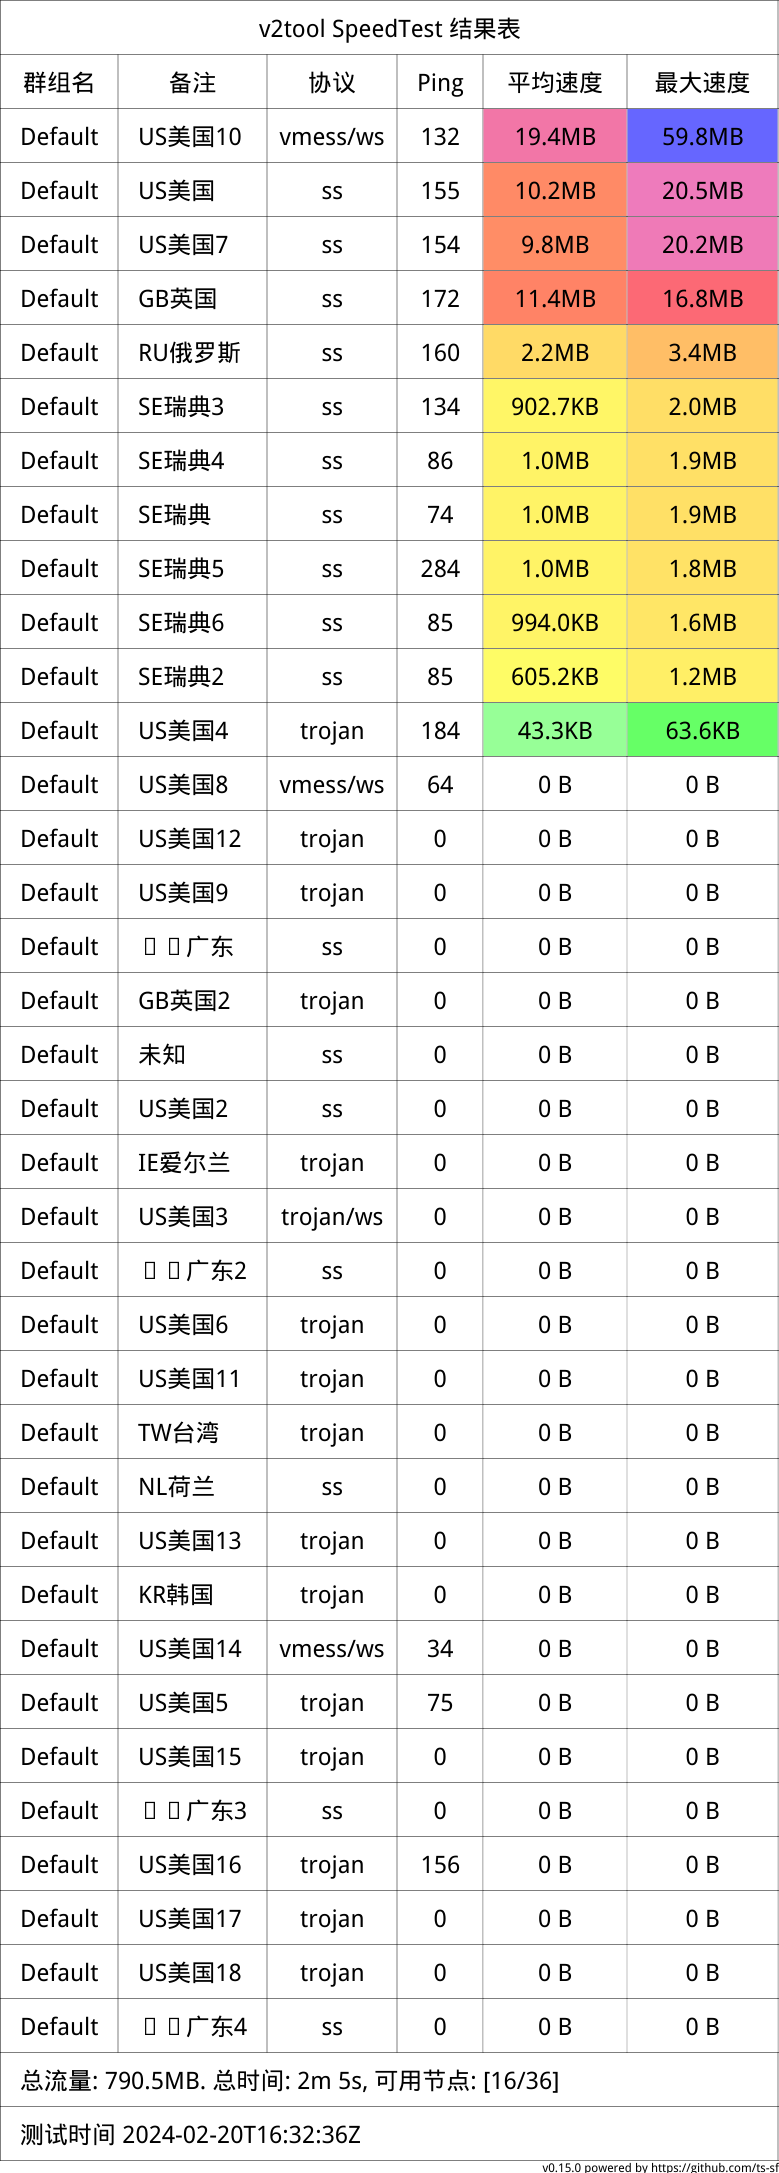 v2tool SpeedTest 结果表
群组名 备注 协议 Ping 平均速度 最大速度
Default US美国10 vmess/ws 132 19.4MB 59.8MB
Default US美国 ss 155 10.2MB 20.5MB
Default US美国7 ss 154 9.8MB 20.2MB
Default GB英国 ss 172 11.4MB 16.8MB
Default RU俄罗斯 ss 160 2.2MB 3.4MB
Default SE瑞典3 ss 134 902.7KB 2.0MB
Default SE瑞典4 ss 86 1.0MB 1.9MB
Default SE瑞典 ss 74 1.0MB 1.9MB
Default SE瑞典5 ss 284 1.0MB 1.8MB
Default SE瑞典6 ss 85 994.0KB 1.6MB
Default SE瑞典2 ss 85 605.2KB 1.2MB
Default US美国4 trojan 184 43.3KB 63.6KB
Default US美国8 vmess/ws 64 0 B 0 B
Default US美国12 trojan 0 0 B 0 B
Default US美国9 trojan 0 0 B 0 B
Default 广东 ss 0 0 B 0 B
Default GB英国2 trojan 0 0 B 0 B
Default 未知 ss 0 0 B 0 B
Default US美国2 ss 0 0 B 0 B
Default IE爱尔兰 trojan 0 0 B 0 B
Default US美国3 trojan/ws 0 0 B 0 B
Default 广东2 ss 0 0 B 0 B
Default US美国6 trojan 0 0 B 0 B
Default US美国11 trojan 0 0 B 0 B
Default TW台湾 trojan 0 0 B 0 B
Default NL荷兰 ss 0 0 B 0 B
Default US美国13 trojan 0 0 B 0 B
Default KR韩国 trojan 0 0 B 0 B
Default US美国14 vmess/ws 34 0 B 0 B
Default US美国5 trojan 75 0 B 0 B
Default US美国15 trojan 0 0 B 0 B
Default 广东3 ss 0 0 B 0 B
Default US美国16 trojan 156 0 B 0 B
Default US美国17 trojan 0 0 B 0 B
Default US美国18 trojan 0 0 B 0 B
Default 广东4 ss 0 0 B 0 B
总流量: 790.5MB. 总时间: 2m 5s, 可用节点: [16/36]
测试时间 2024-02-20T16:32:36Z
v0.15.0 powered by https://github.com/ts-sf